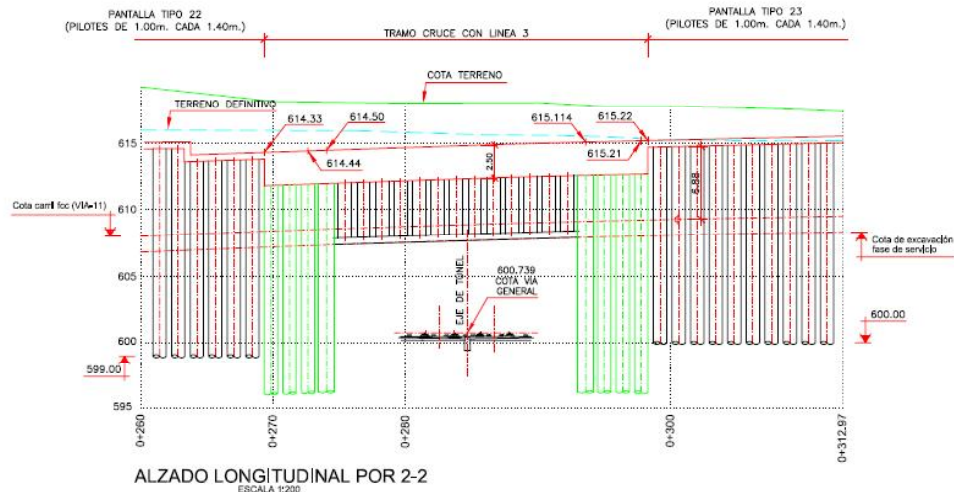 PANTALLA TIPO 22
(PILOTES DE 1.00m. CADA 1.40m.)
TRAMO CRUCE CON LINEA 3
PANTALLA TIPO 23
(PILOTES DE 1.00m. CADA 1.40m.)
COTA TERRENO
TERRENO DEFINITIVO
614.33
614.50
615.114
615.22
615
614.44
2.50
615.21
5.88
Cota carril fcc (VIA-11)
610
605
Cota de excavación
fase de servicio
EJE DE TUNEL
600.739
COTA VIA
GENERAL
600
600.00
599.00
595
0+260
0+270
0+280
0+300
0+312.97
ALZADO LONGITUDINAL POR 2-2
ESCALA 1:200